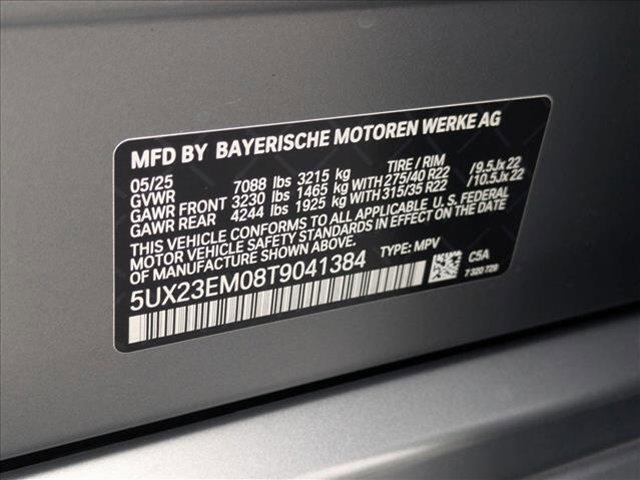 MFD BY BAYERISCHE MOTOREN WERKE AG
05/25 TIRE / RIM
GVWR 7088 lbs 3215 kg
GAWR FRONT 3230 lbs 1465 kg WITH 275/40 R22 / 9.5Jx 22
GAWR REAR 4244 lbs 1925 kg WITH 315/35 R22 / 10.5Jx 22
THIS VEHICLE CONFORMS TO ALL APPLICABLE U.S. FEDERAL
MOTOR VEHICLE SAFETY STANDARDS IN EFFECT ON THE DATE
OF MANUFACTURE SHOWN ABOVE.
5UX23EM08T9041384 TYPE: MPV C5A
7 320 729